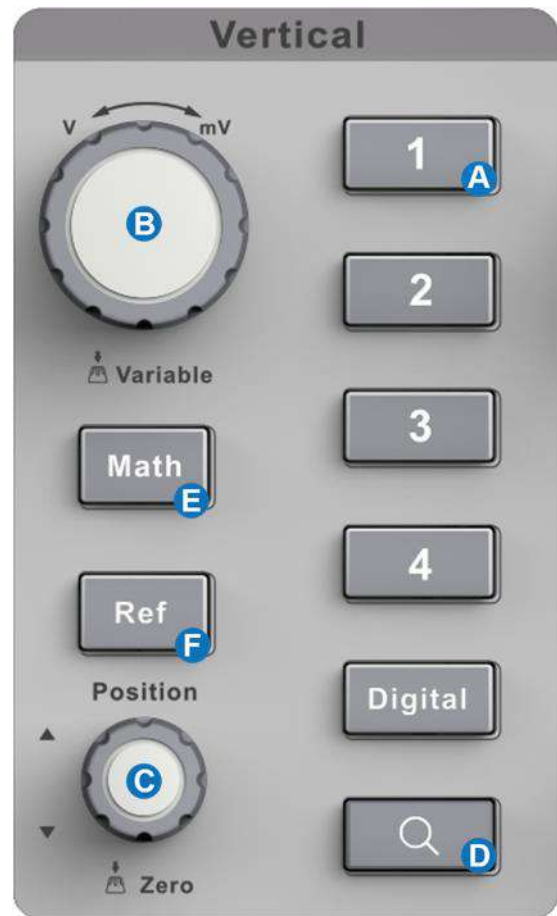 Vertical
V
mV
B
Variable
1
A
2
3
4
Math
E
Ref
F
Position
C
Zero
Digital
D